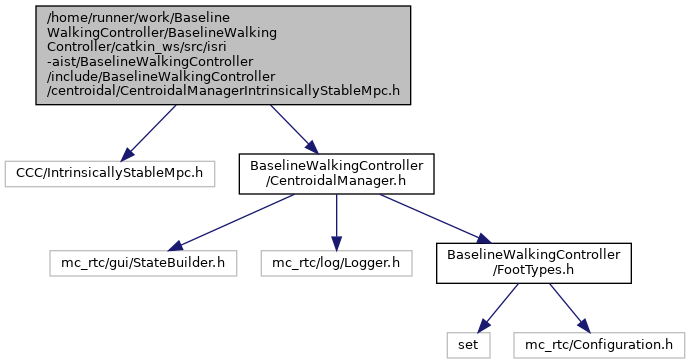 /home/runner/work/Baseline
WalkingController/BaselineWalking
Controller/catkin_ws/src/isri
-aist/BaselineWalkingController
/include/BaselineWalkingController
/centroidal/CentroidalManagerIntrinsicallyStableMpc.h
CCC/IntrinsicallyStableMpc.h
BaselineWalkingController
/CentroidalManager.h
mc_rtc/gui/StateBuilder.h
mc_rtc/log/Logger.h
BaselineWalkingController
/FootTypes.h
set
mc_rtc/Configuration.h